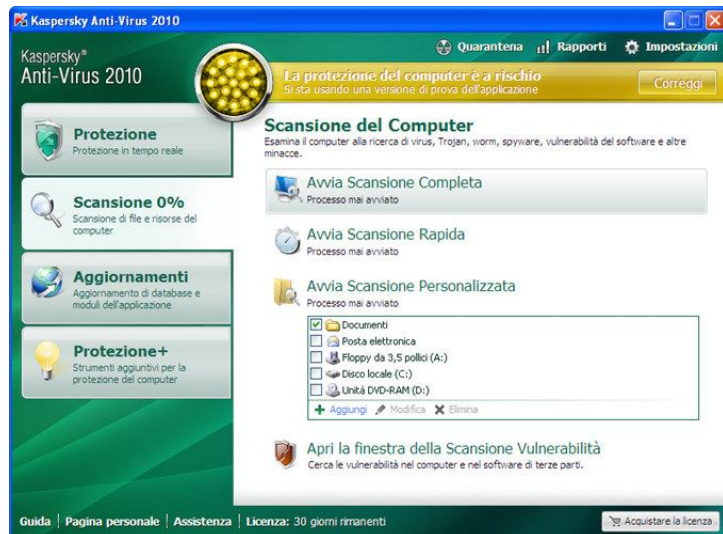 Kaspersky Anti-Virus 2010
Kaspersky®
Anti-Virus 2010
Quarantena
Rapporti
Impostazioni
La protezione del computer è a rischio
Si sta usando una versione di prova dell'applicazione
Correggi
Protezione
Protezione in tempo reale
Scansione 0%
Scansione di file e risorse del
computer
Aggiornamenti
Aggiornamento di database e
moduli dell'applicazione
Protezione+
Strumenti aggiuntivi per la
protezione del computer
Scansione del Computer
Esamina il computer alla ricerca di virus, Trojan, worm, spyware, vulnerabilità del software e altre
minacce.
Avvia Scansione Completa
Processo mai avviato
Avvia Scansione Rapida
Processo mai avviato
Avvia Scansione Personalizzata
Processo mai avviato
Documenti
Posta elettronica
Floppy da 3,5 pollici (A:)
Disco locale (C:)
Unità DVD-RAM (D:)
Aggiungi Modifica Elimina
Apri la finestra della Scansione Vulnerabilità
Cerca le vulnerabilità nel computer e nel software di terze parti.
Guida | Pagina personale | Assistenza | Licenza: 30 giorni rimanenti
Acquistare la licenza